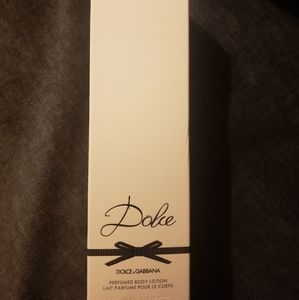 Dolce
DOLCE & GABBANA
PERFUMED BODY LOTION
LAIT PARFUMÉ POUR LE CORPS